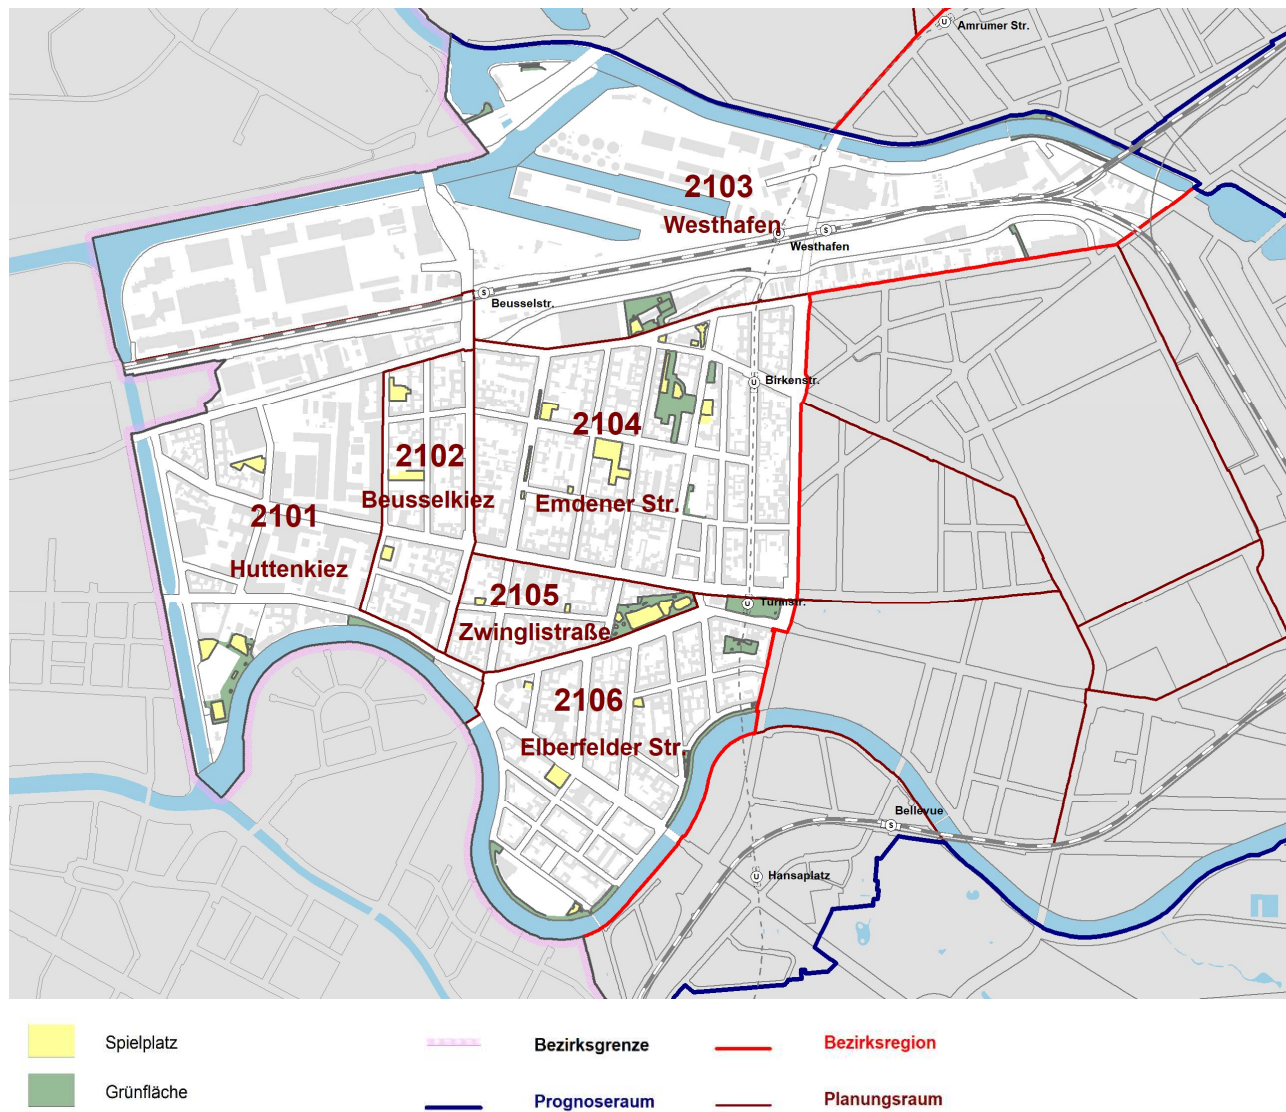 U Amrumer Str.
2103
Westhafen
U S Westhafen
S Beusselstr.
U Birkenstr.
2104
Emdener Str.
2102
Beusselkiez
2101
Huttenkiez
2105
Zwinglistraße
U Turmstr.
2106
Elberfelder Str.
Bellevue
S
U Hansaplatz
Spielplatz
Bezirksgrenze
Bezirksregion
Grünfläche
Prognoseraum
Planungsraum